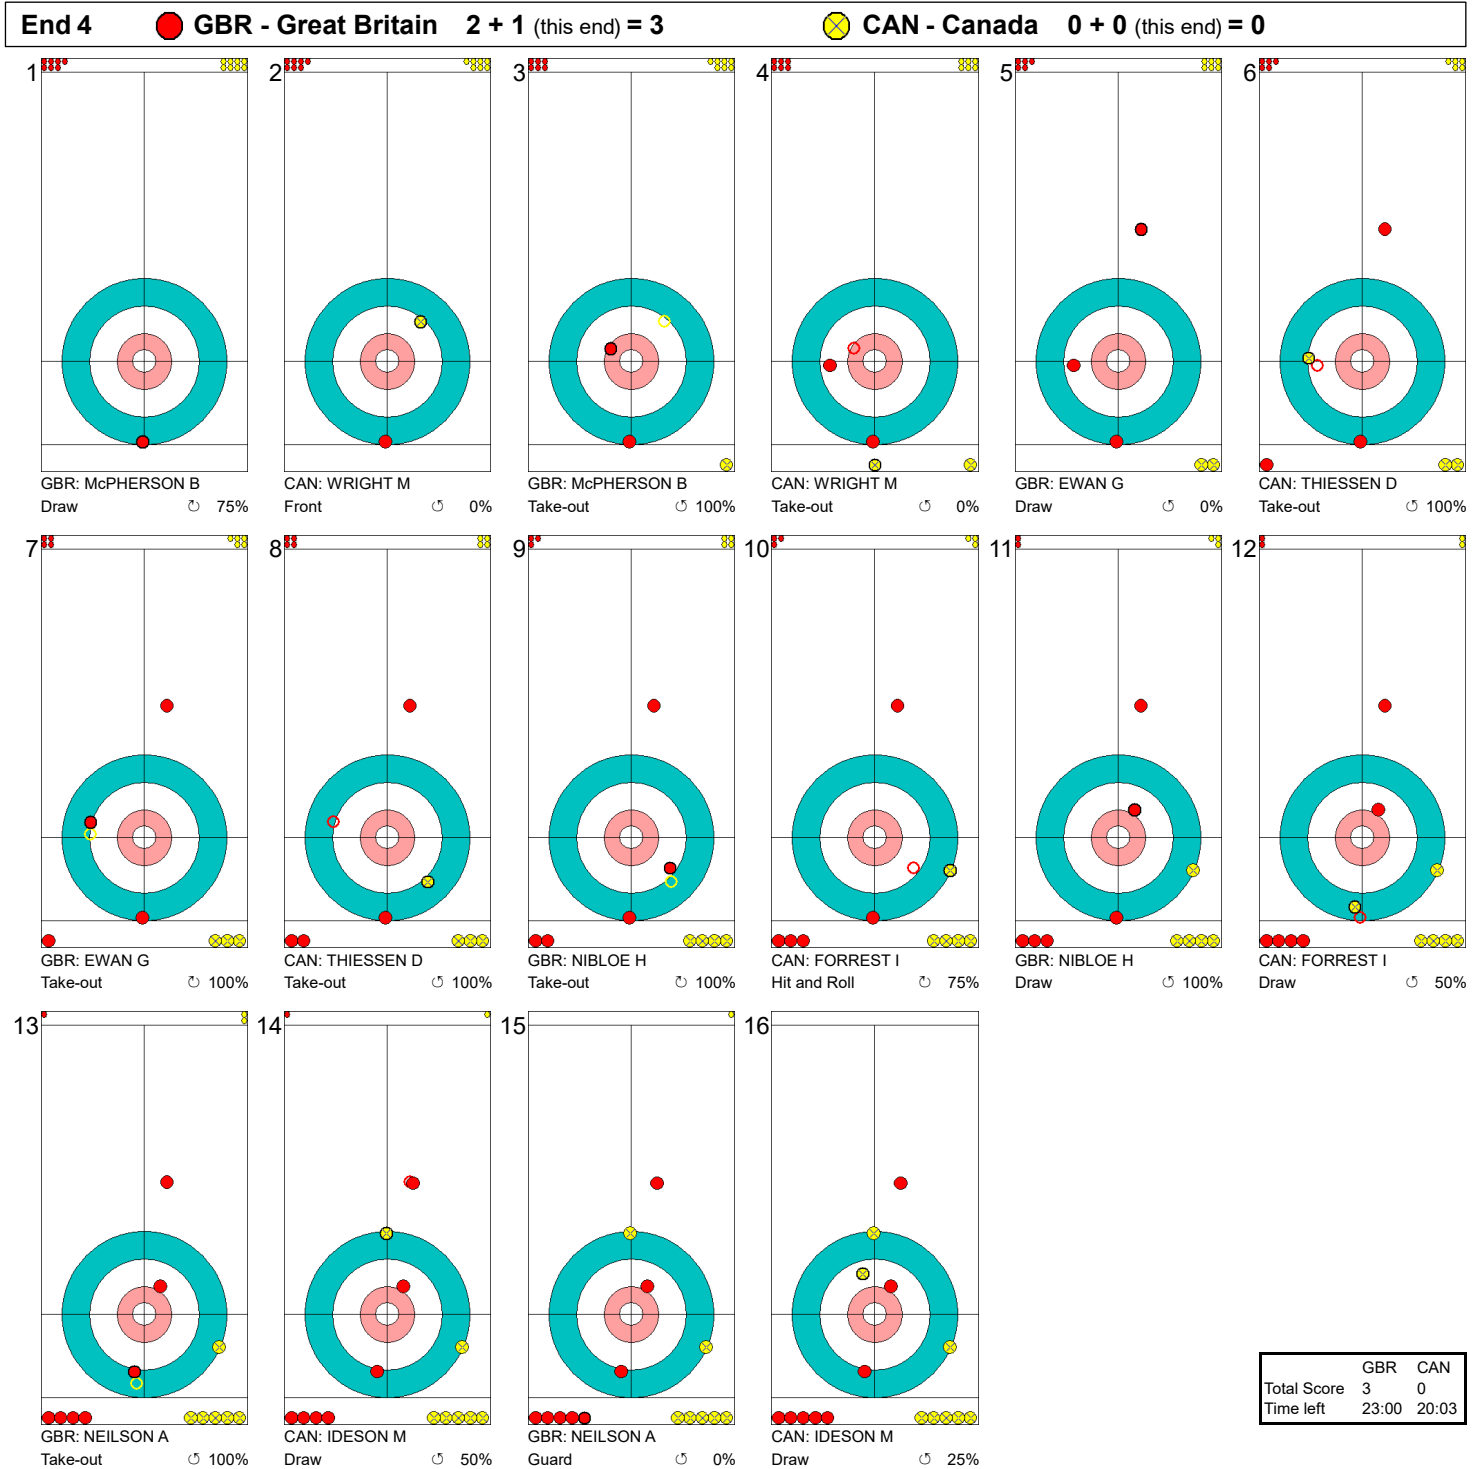 End 4 GBR - Great Britain 2 + 1 (this end) = 3 CAN - Canada 0 + 0 (this end) = 0
1 2 3 4 5 6
GBR: McPHERSON B CAN: WRIGHT M GBR: McPHERSON B CAN: WRIGHT M GBR: EWAN G CAN: THIESSEN D
Draw ↻ 75% Front ↺ 0% Take-out ↺ 100% Take-out ↺ 0% Draw ↺ 0% Take-out ↺ 100%
7 8 9 10 11 12
GBR: EWAN G CAN: THIESSEN D GBR: NIBLOE H CAN: FORREST I GBR: NIBLOE H CAN: FORREST I
Take-out ↻ 100% Take-out ↻ 100% Take-out ↻ 100% Hit and Roll ↻ 75% Draw ↻ 100% Draw ↺ 50%
13 14 15 16
GBR: NEILSON A CAN: IDESON M GBR: NEILSON A CAN: IDESON M
Take-out ↺ 100% Draw ↺ 50% Guard ↺ 0% Draw ↺ 25%
GBR CAN
Total Score 3 0
Time left 23:00 20:03